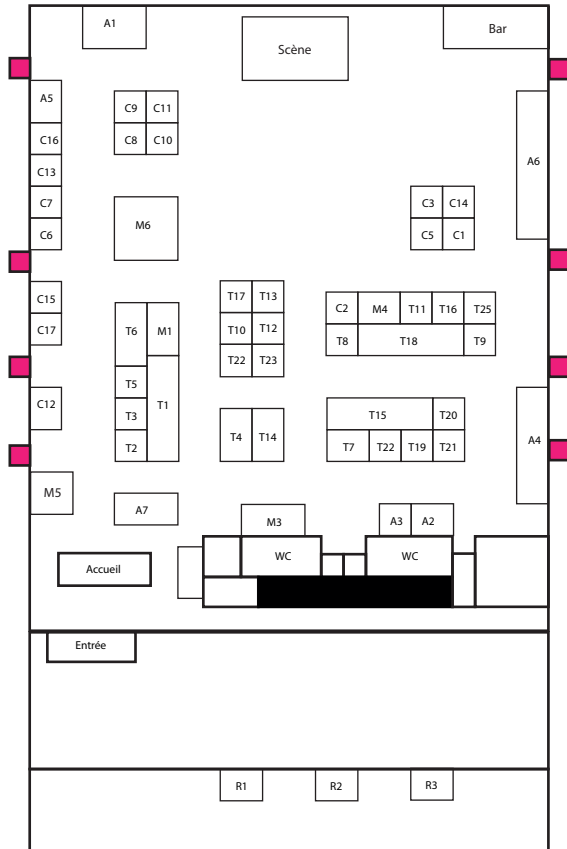 A1
Scène
Bar
A5
C9 C11
C16
C8 C10
C13
A6
C7
C3 C14
M6
C6
C5 C1
C15
T17 T13
C2 M4 T11 T16 T25
C17
T6 M1
T10 T12
T8 T18 T9
T22 T23
T5
C12
T1
T3
T15 T20
T4 T14
A4
T2
T7 T22 T19 T21
M5
A7
M3
A3 A2
WC
WC
Accueil
Entrée
R1 R2 R3